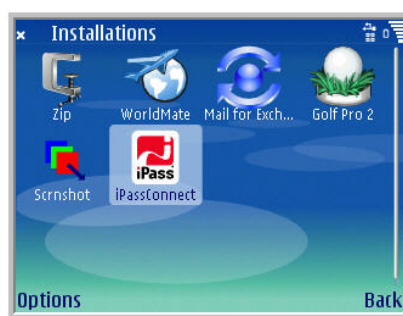 Installations
Zip WorldMate Mail for Exch... Golf Pro 2
iPass
Scrnshot iPassConnect
Options Back